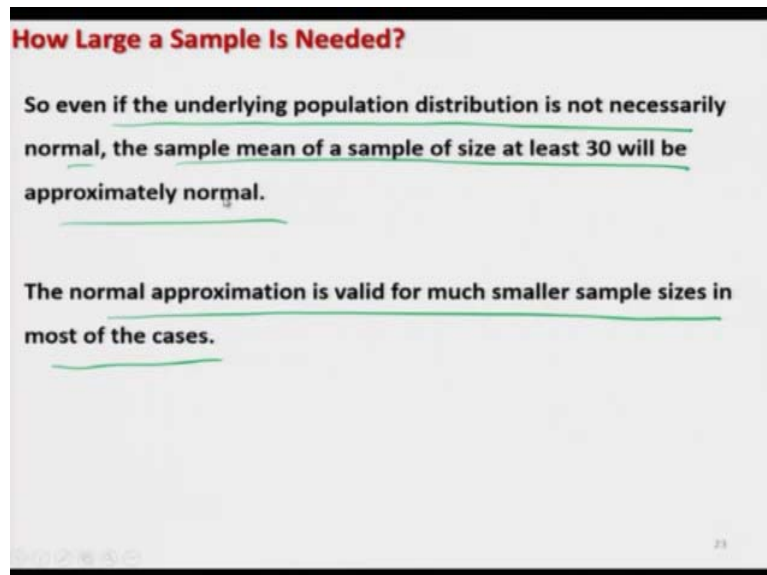 How Large a Sample Is Needed?
So even if the underlying population distribution is not necessarily
normal, the sample mean of a sample of size at least 30 will be
approximately normal.
The normal approximation is valid for much smaller sample sizes in
most of the cases.
23